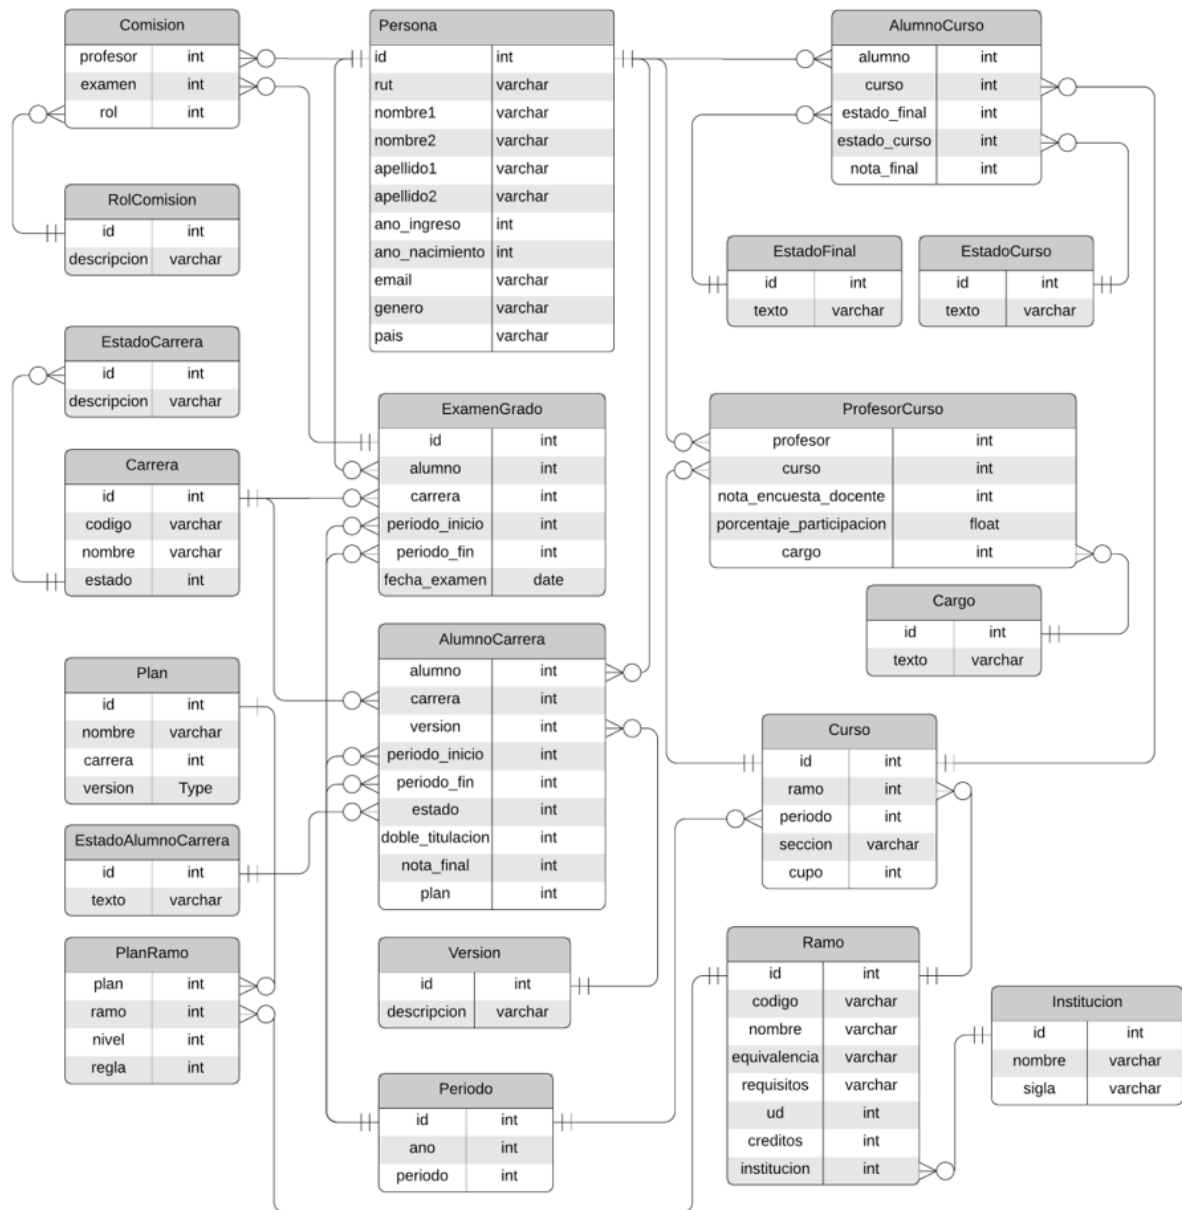 Comision
profesor int
examen int
rol int
RolComision
id int
descripcion varchar
EstadoCarrera
id int
descripcion varchar
Carrera
id int
codigo varchar
nombre varchar
estado int
Plan
id int
nombre varchar
carrera int
version Type
EstadoAlumnoCarrera
id int
texto varchar
PlanRamo
plan int
ramo int
nivel int
regla int
Persona
id int
rut varchar
nombre1 varchar
nombre2 varchar
apellido1 varchar
apellido2 varchar
ano_ingreso int
ano_nacimiento int
email varchar
genero varchar
pais varchar
ExamenGrado
id int
alumno int
carrera int
periodo_inicio int
periodo_fin int
fecha_examen date
AlumnoCarrera
alumno int
carrera int
version int
periodo_inicio int
periodo_fin int
estado int
doble_titulacion int
nota_final int
plan int
Version
id int
descripcion varchar
Periodo
id int
ano int
periodo int
AlumnoCurso
alumno int
curso int
estado_final int
estado_curso int
nota_final int
EstadoFinal
id int
texto varchar
EstadoCurso
id int
texto varchar
ProfesorCurso
profesor int
curso int
nota_encuesta_docente int
porcentaje_participacion float
cargo int
Cargo
id int
texto varchar
Curso
id int
ramo int
periodo int
seccion varchar
cupo int
Ramo
id int
codigo varchar
nombre varchar
equivalencia varchar
requisitos varchar
ud int
creditos int
institucion int
Institucion
id int
nombre varchar
sigla varchar